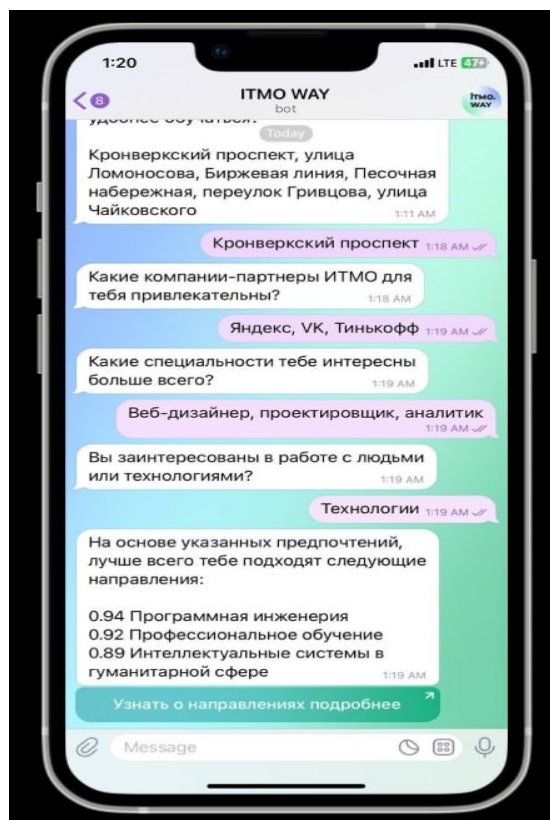 1:20
LTE 47
8
ITMO WAY
bot
ITMO.
WAY
удобнее обучаться?
Today
Кронверкский проспект, улица
Ломоносова, Биржевая линия, Песочная
набережная, переулок Гривцова, улица
Чайковского
1:11 AM
Кронверкский проспект 1:18 AM
Какие компании-партнеры ИТМО для
тебя привлекательны?
1:18 AM
Яндекс, VK, Тинькофф 1:19 AM
Какие специальности тебе интересны
больше всего?
1:19 AM
Веб-дизайнер, проектировщик, аналитик
1:19 AM
Вы заинтересованы в работе с людьми
или технологиями?
1:19 AM
Технологии 1:19 AM
На основе указанных предпочтений,
лучше всего тебе подходят следующие
направления:
0.94 Программная инженерия
0.92 Профессиональное обучение
0.89 Интеллектуальные системы в
гуманитарной сфере
1:19 AM
Узнать о направлениях подробнее
Message